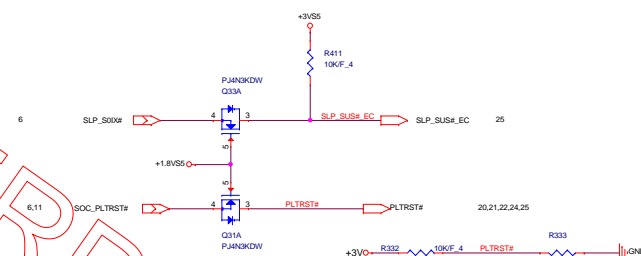 +3VS5
R411
10K/F_4
PJ4N3KDW
Q33A
6 SLP_S0IX# 4 3 SLP_SUS#_EC SLP_SUS#_EC 25
5
+1.8VS5
5
6,11 SOC_PLTRST# 4 3 PLTRST# PLTRST# 20,21,22,24,25
Q31A
PJ4N3KDW
+3V R332 10K/F_4 PLTRST# R333 GND